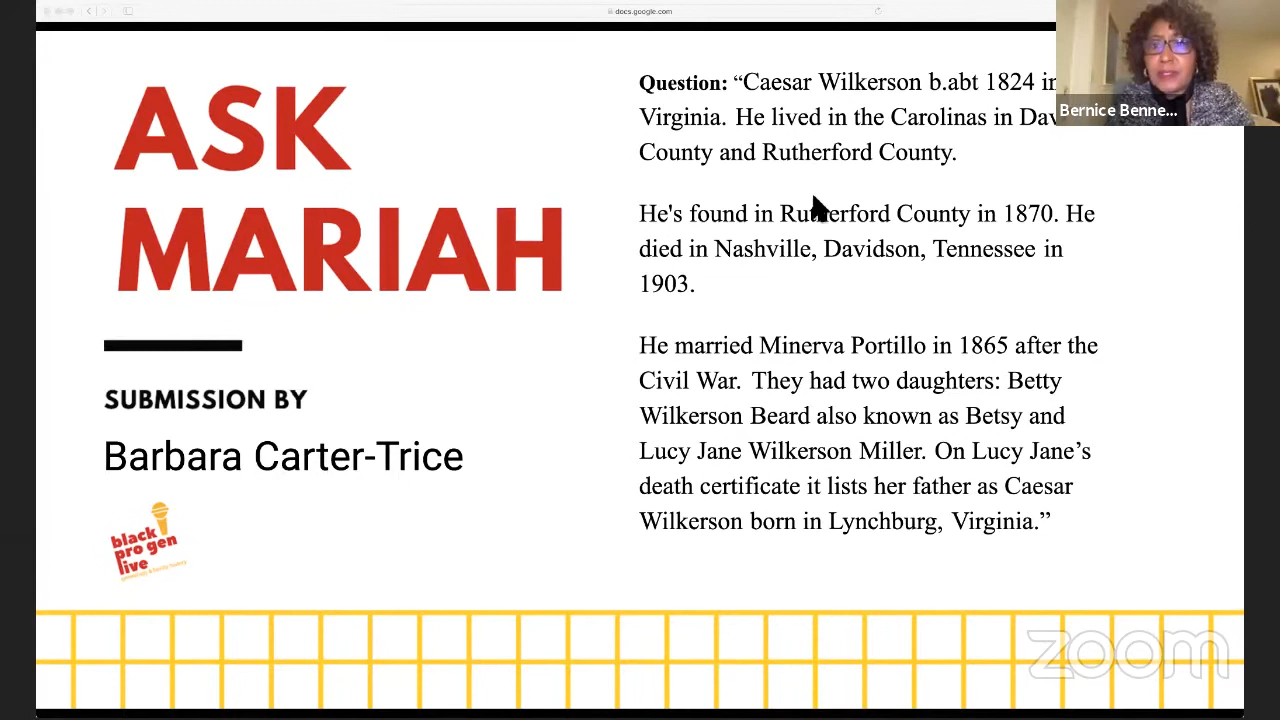 docs.google.com
ASK
MARIAH
SUBMISSION BY
Barbara Carter-Trice
black
pro gen
live
Question: “Caesar Wilkerson b.abt 1824 in
Virginia. He lived in the Carolinas in
County and Rutherford County.
He's found in Rutherford County in 1870. He
died in Nashville, Davidson, Tennessee in
1903.
He married Minerva Portillo in 1865 after the
Civil War. They had two daughters: Betty
Wilkerson Beard also known as Betsy and
Lucy Jane Wilkerson Miller. On Lucy Jane’s
death certificate it lists her father as Caesar
Wilkerson born in Lynchburg, Virginia.”
Bernice Benne...
zoom